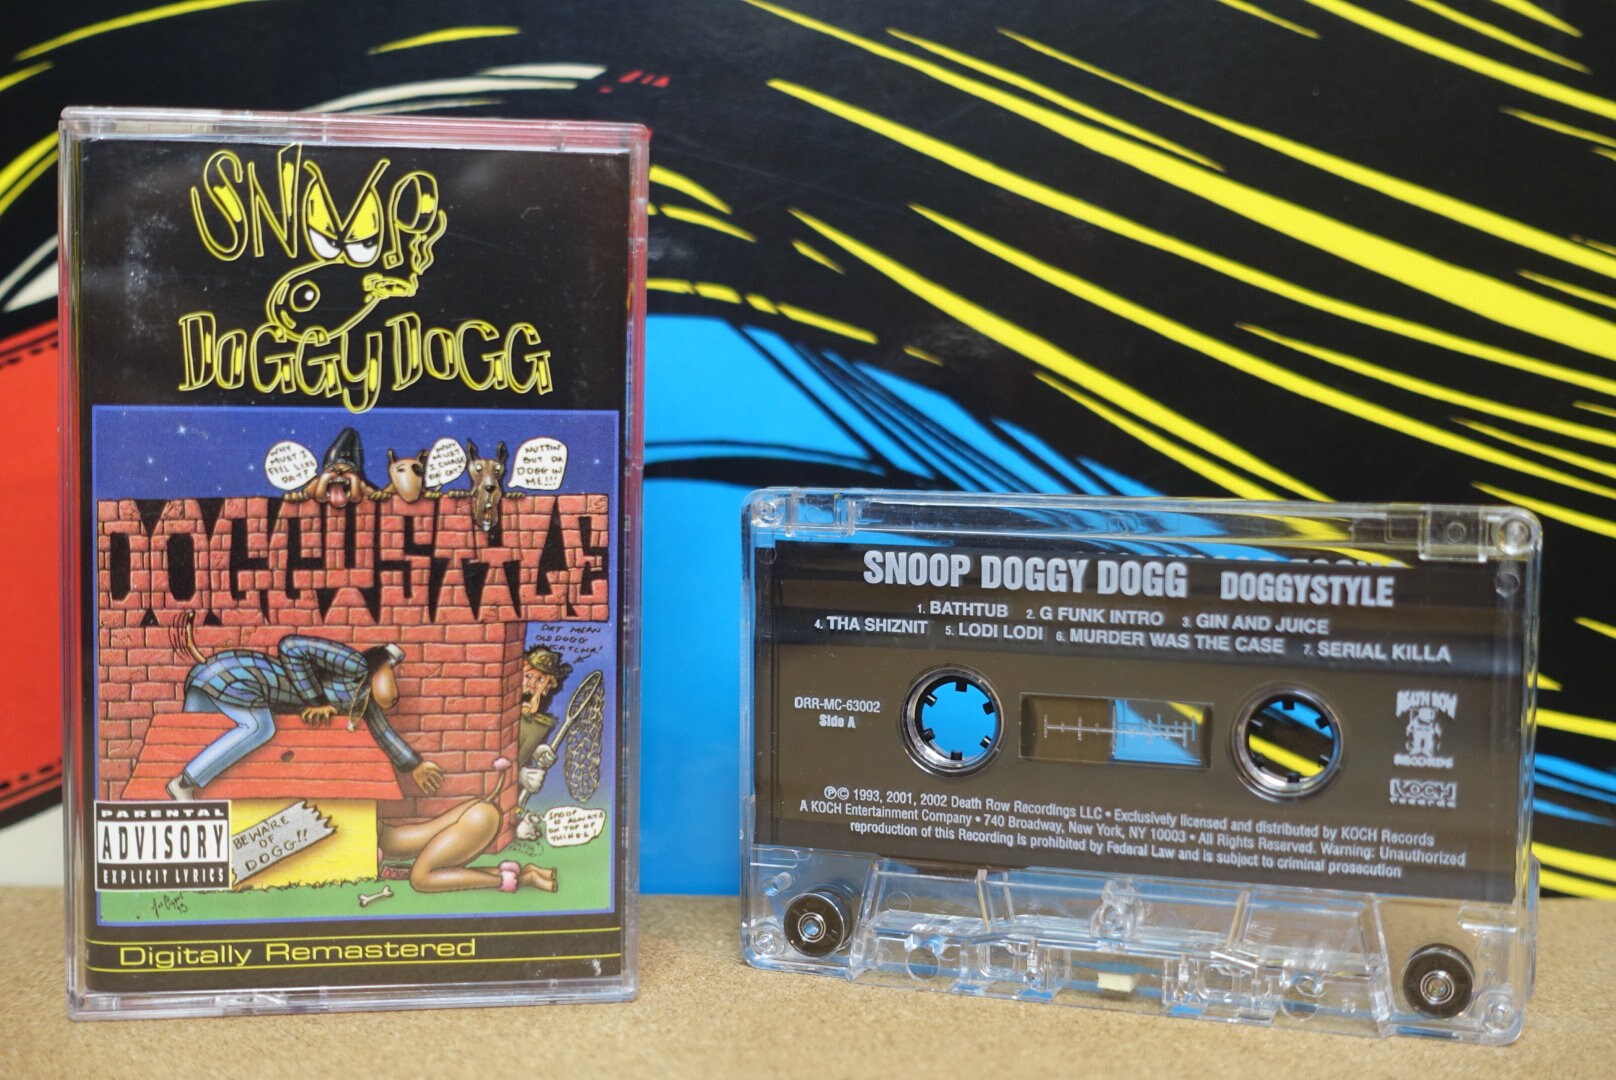 SNOOP
DOGGY DOGG
WHY
MUST I
FEEL LIKE
DAT?
WHY
MUST
I CHASE
DA CAT?
NUTTIN'
BUT DA
DOGG IN
ME!!!
DOGGYSTYLE
DAT MEAN
OLD DOGG
CATCHA!
BEWARE
OF
DOGG!!
SNOOP
IS ALWAYS
ON TOP OF
THINGS!
PARENTAL
ADVISORY
EXPLICIT LYRICS
Digitally Remastered
SNOOP DOGGY DOGG DOGGYSTYLE
1. BATHTUB 2. G FUNK INTRO 3. GIN AND JUICE
4. THA SHIZNIT 5. LODI LODI 6. MURDER WAS THE CASE 7. SERIAL KILLA
DRR-MC-63002
Side A
DEATH ROW
RECORDS
KOCH
records
℗© 1993, 2001, 2002 Death Row Recordings LLC • Exclusively licensed and distributed by KOCH Records
A KOCH Entertainment Company • 740 Broadway, New York, NY 10003 • All Rights Reserved. Warning: Unauthorized
reproduction of this Recording is prohibited by Federal Law and is subject to criminal prosecution